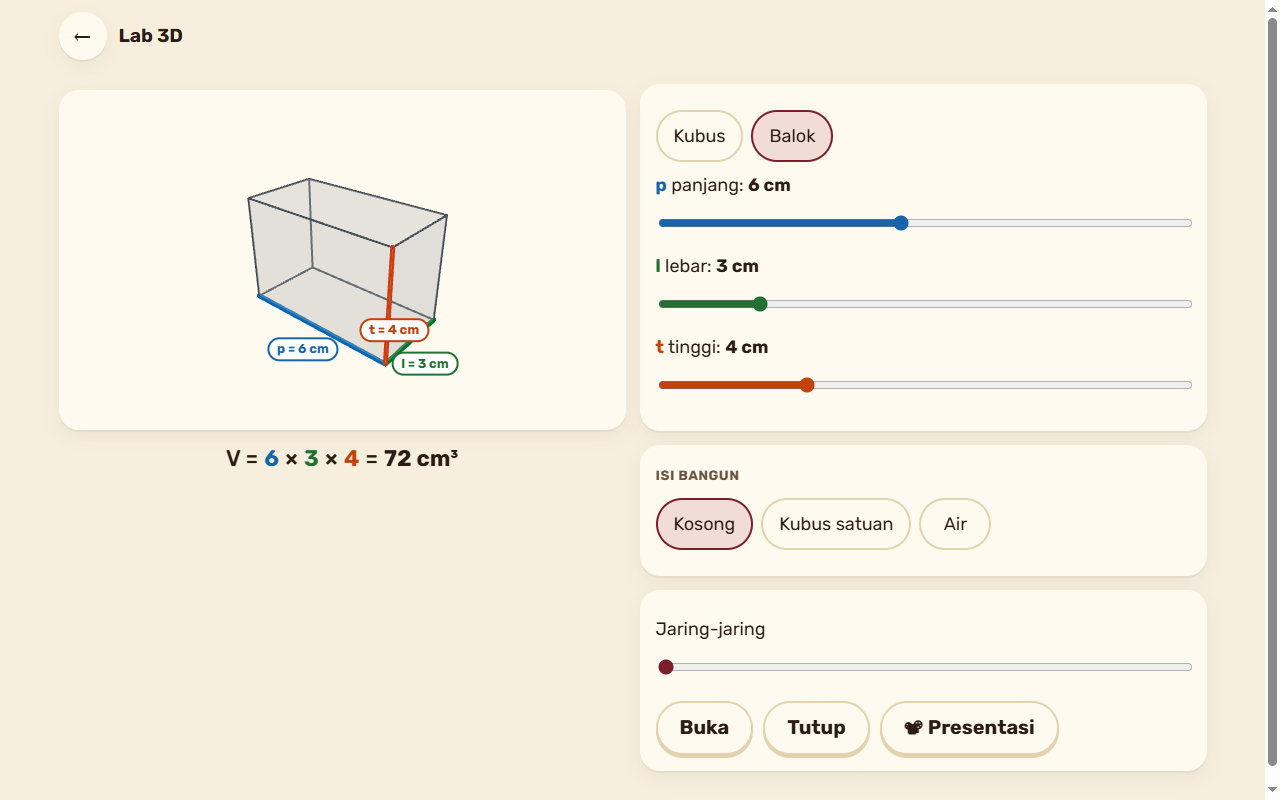 ← Lab 3D
t = 4 cm
p = 6 cm
l = 3 cm
V = 6 × 3 × 4 = 72 cm³
Kubus
Balok
p panjang: 6 cm
l lebar: 3 cm
t tinggi: 4 cm
ISI BANGUN
Kosong
Kubus satuan
Air
Jaring-jaring
Buka
Tutup
Presentasi